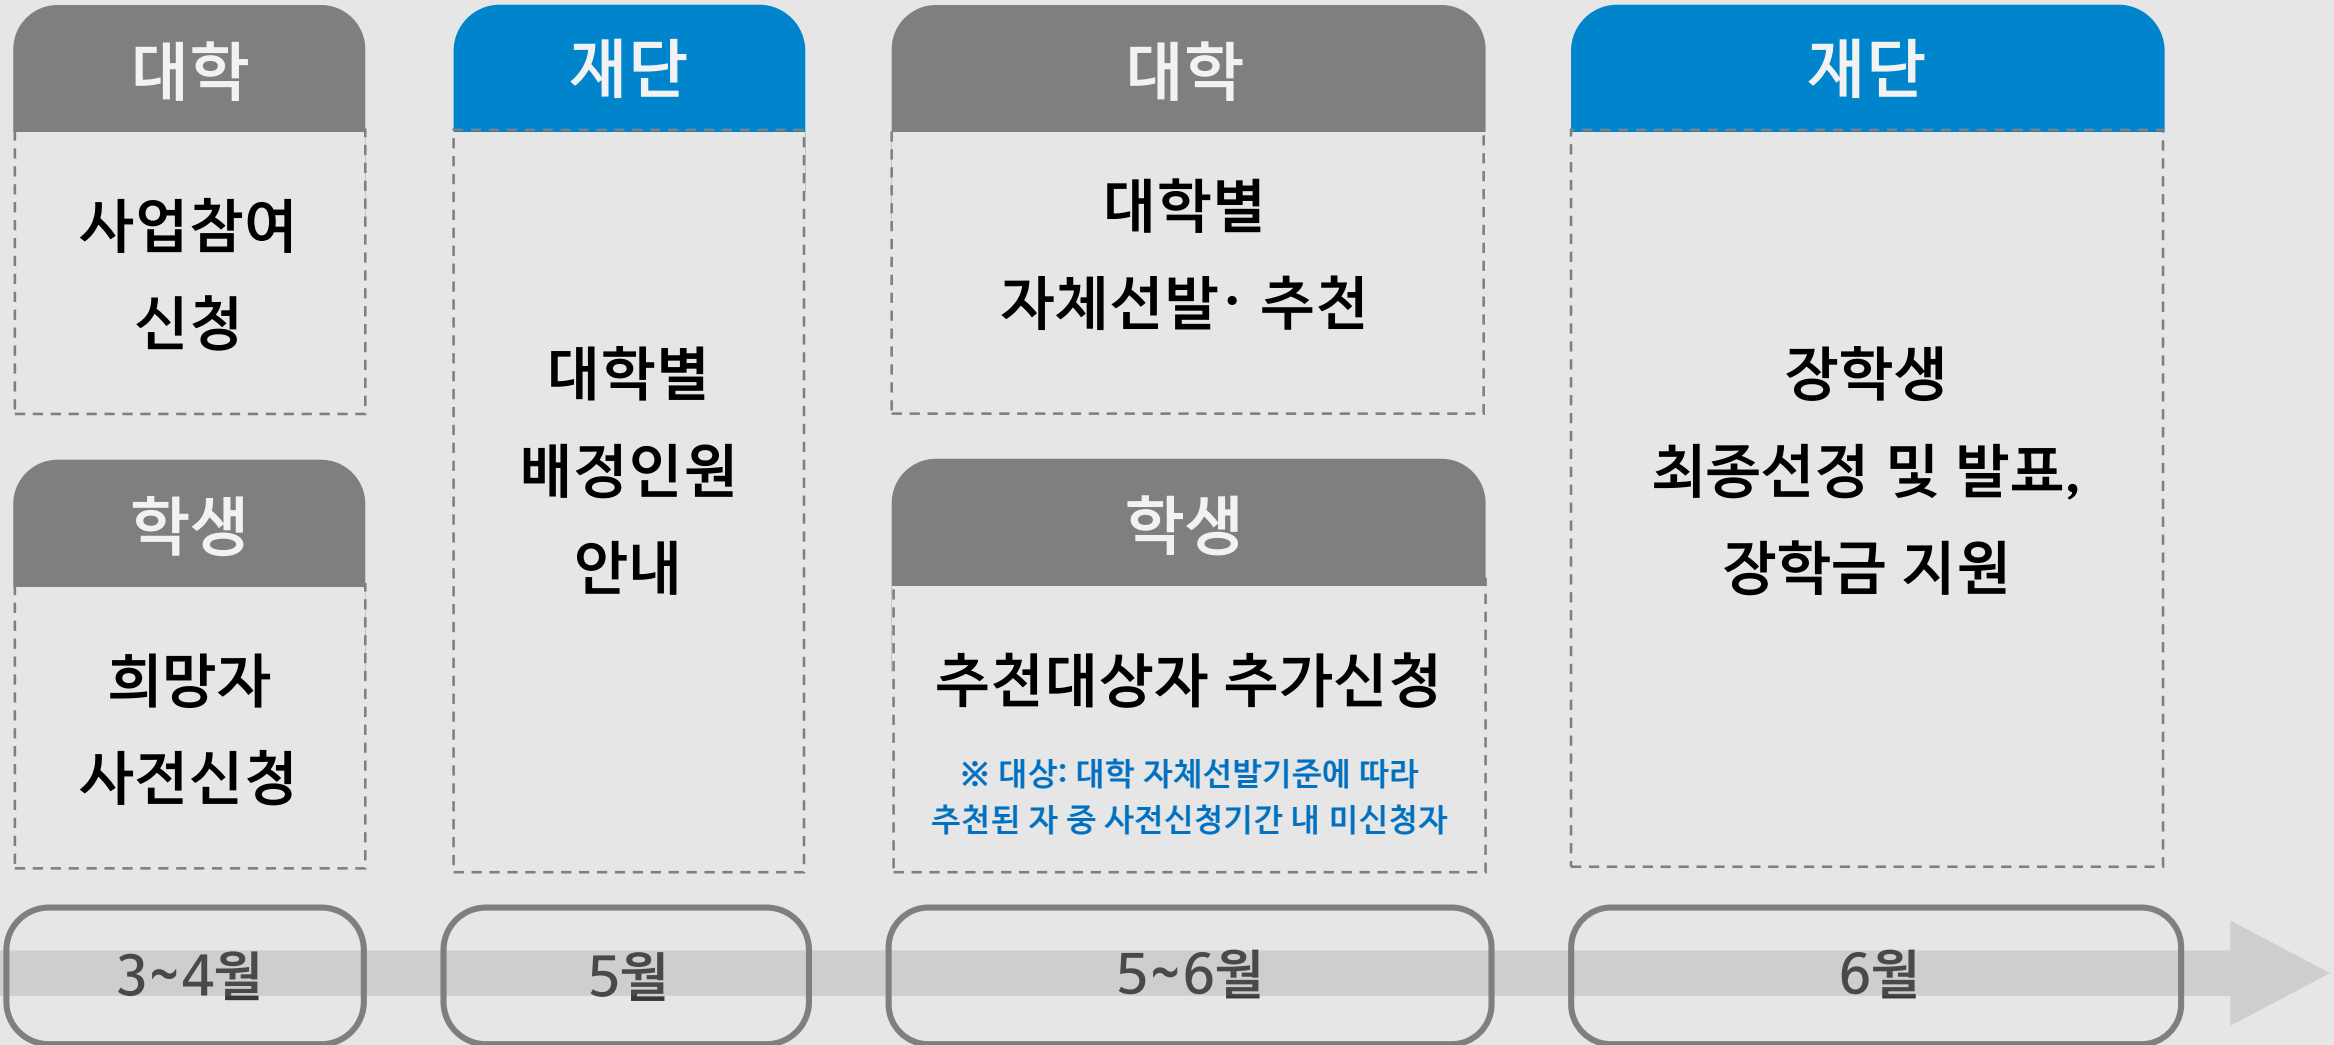 대학
사업참여
신청
학생
희망자
사전신청
3~4월
재단
대학별
배정인원
안내
5월
대학
대학별
자체선발· 추천
학생
추천대상자 추가신청
※ 대상: 대학 자체선발기준에 따라
추천된 자 중 사전신청기간 내 미신청자
5~6월
재단
장학생
최종선정 및 발표,
장학금 지원
6월